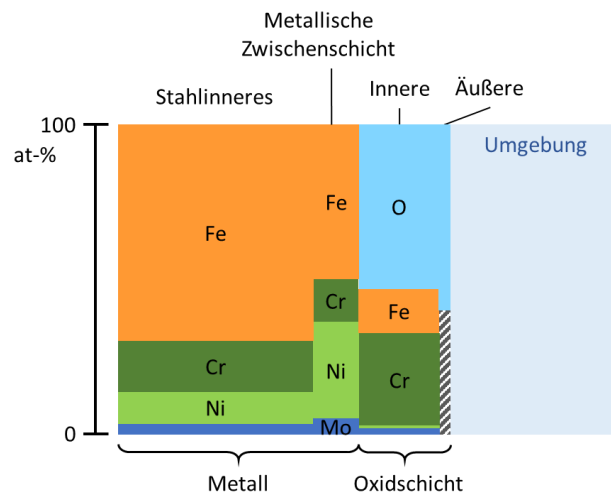 Metallische
Zwischenschicht
Stahlinneres
Innere
Äußere
100
at-%
Umgebung
Fe
Fe
O
Cr
Fe
Cr
Ni
Cr
Ni
Mo
0
Metall
Oxidschicht